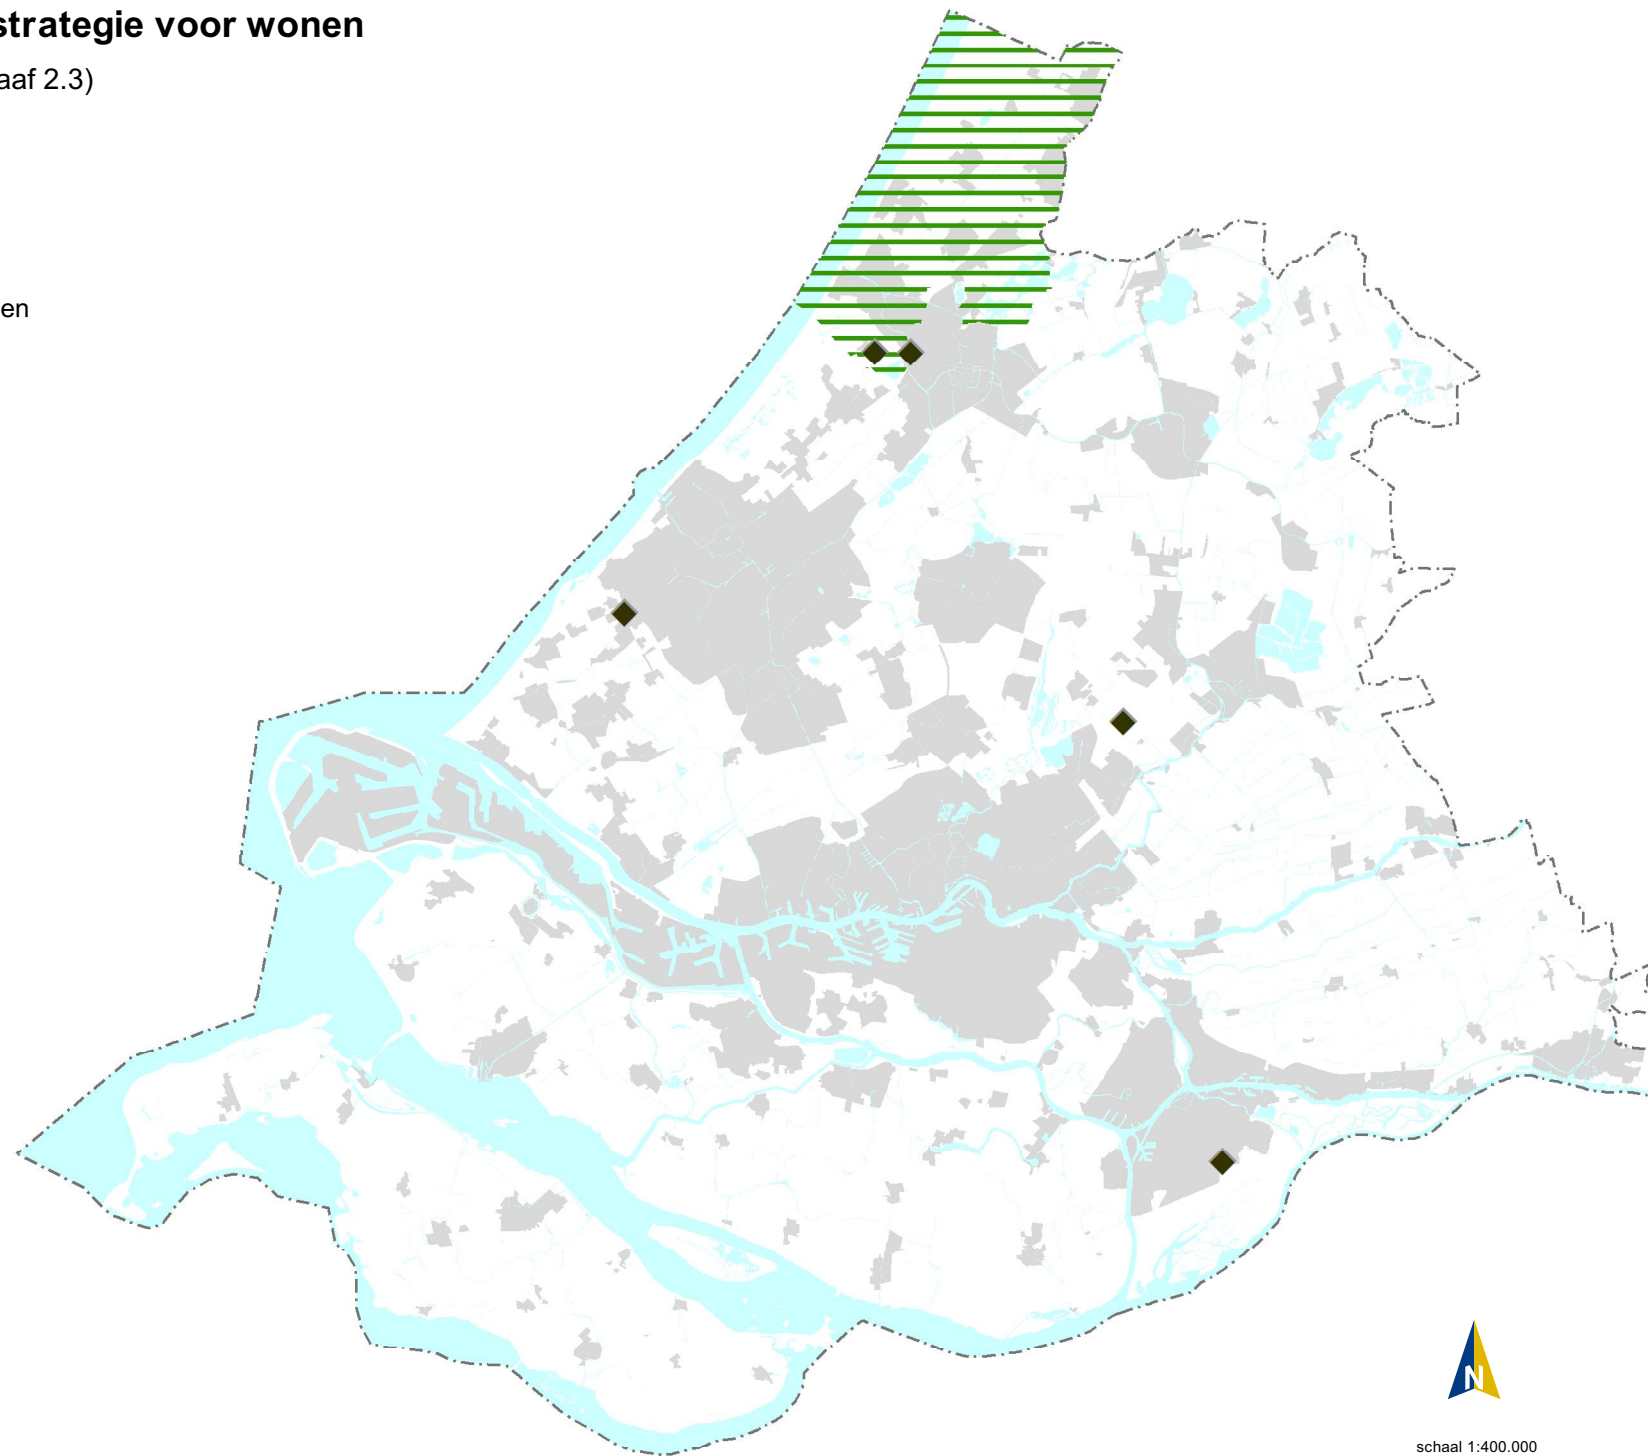 strategie voor wonen
aaf 2.3)
en
N
schaal 1:400.000